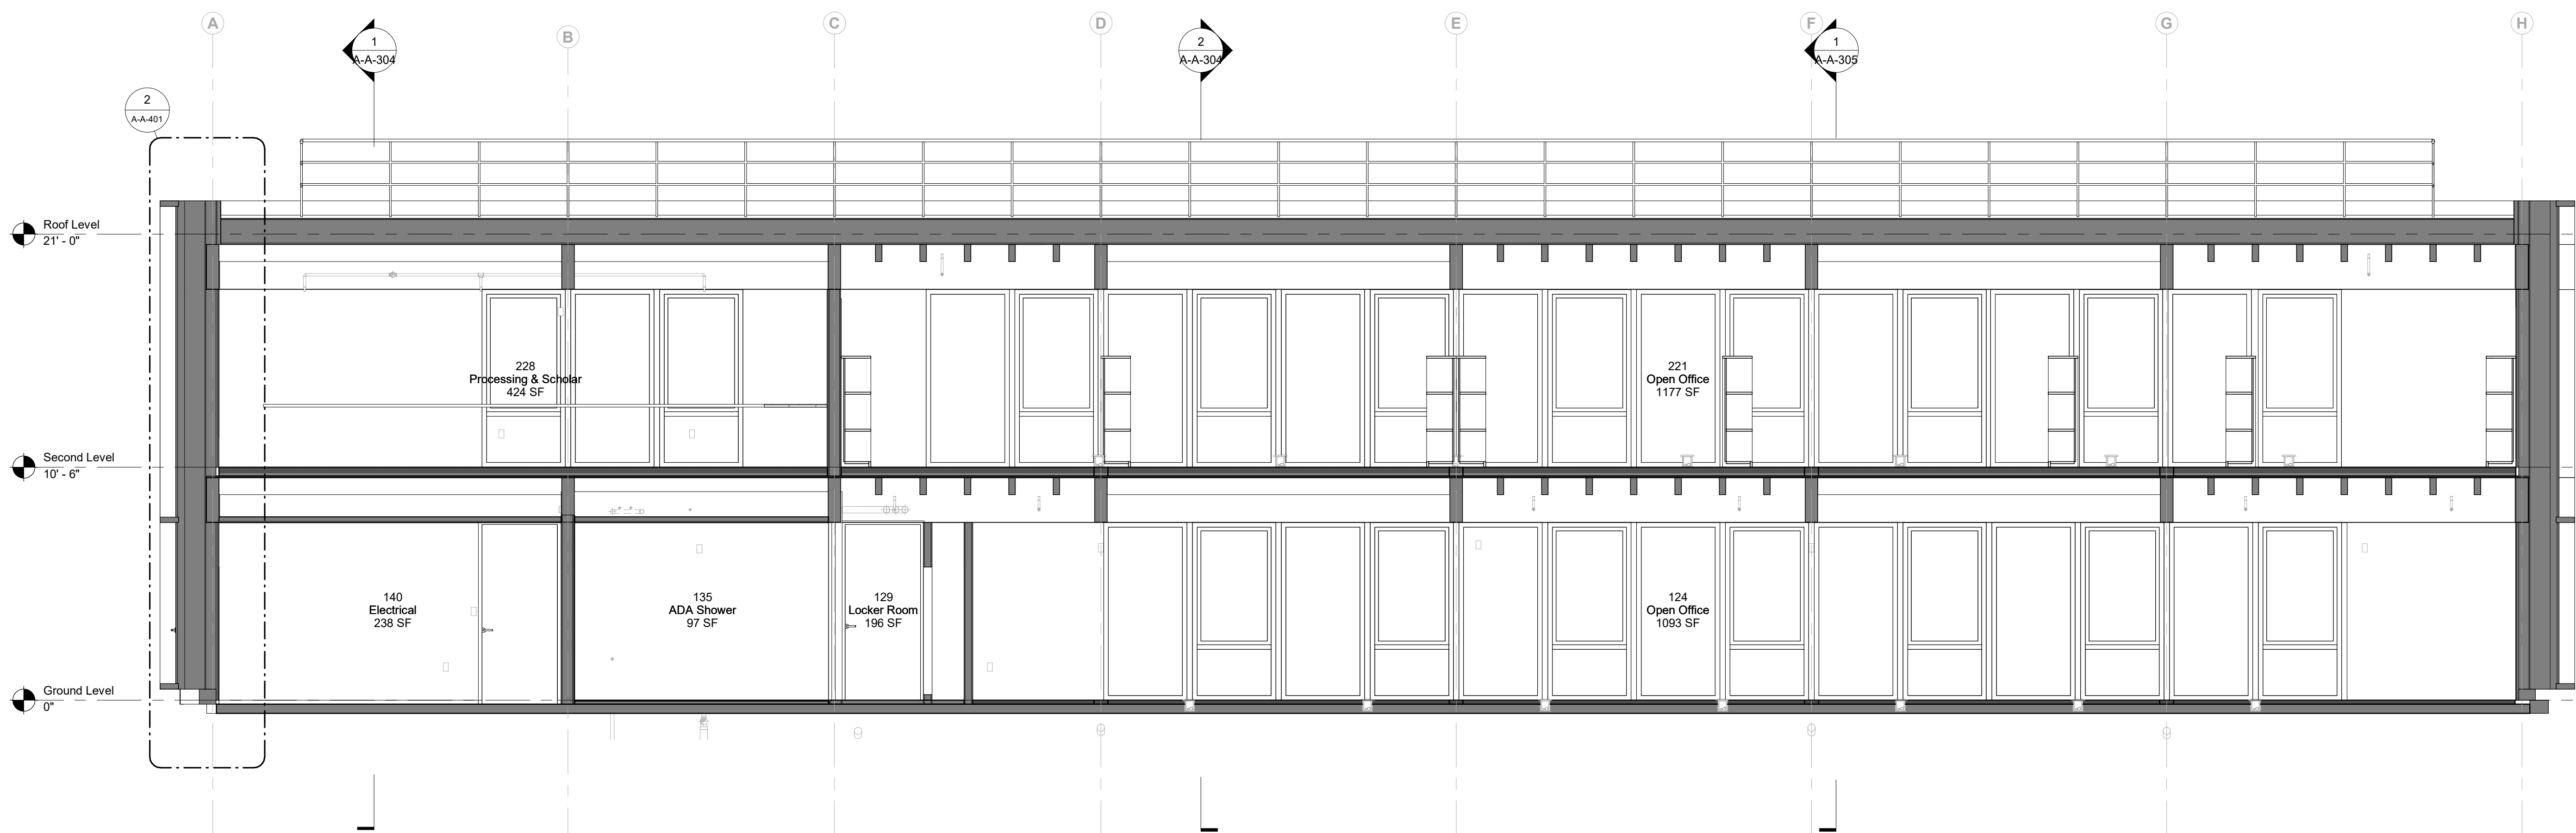 A
B
C
D
E
F
G
H
1
A-A-304
2
A-A-304
1
A-A-305
2
A-A-401
Roof Level
21' - 0"
228
Processing & Scholar
424 SF
221
Open Office
1177 SF
Second Level
10' - 6"
140
Electrical
238 SF
135
ADA Shower
97 SF
129
Locker Room
196 SF
124
Open Office
1093 SF
Ground Level
0"